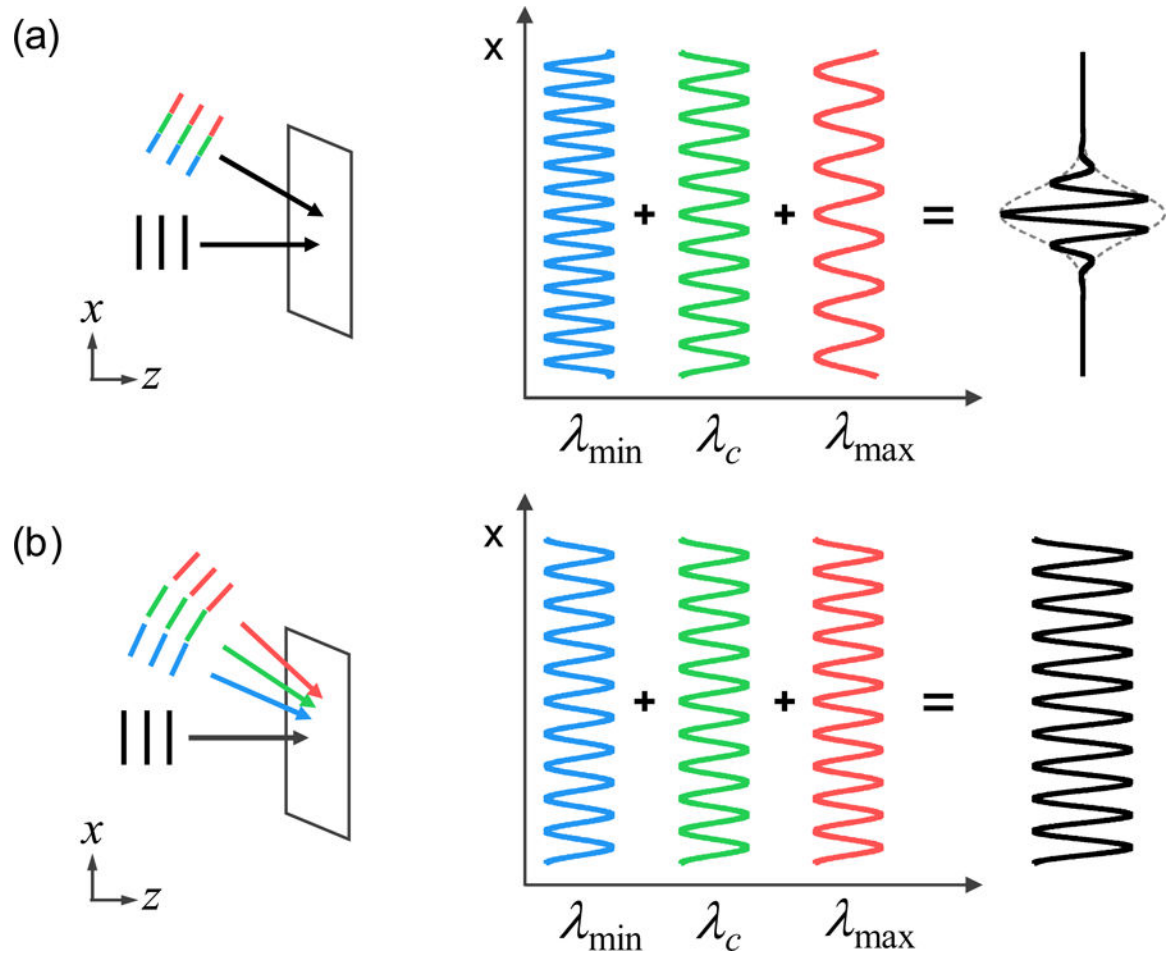 (a)
x
+ + =
x
z
λmin λc λmax
(b)
x
+ + =
x
z
λmin λc λmax